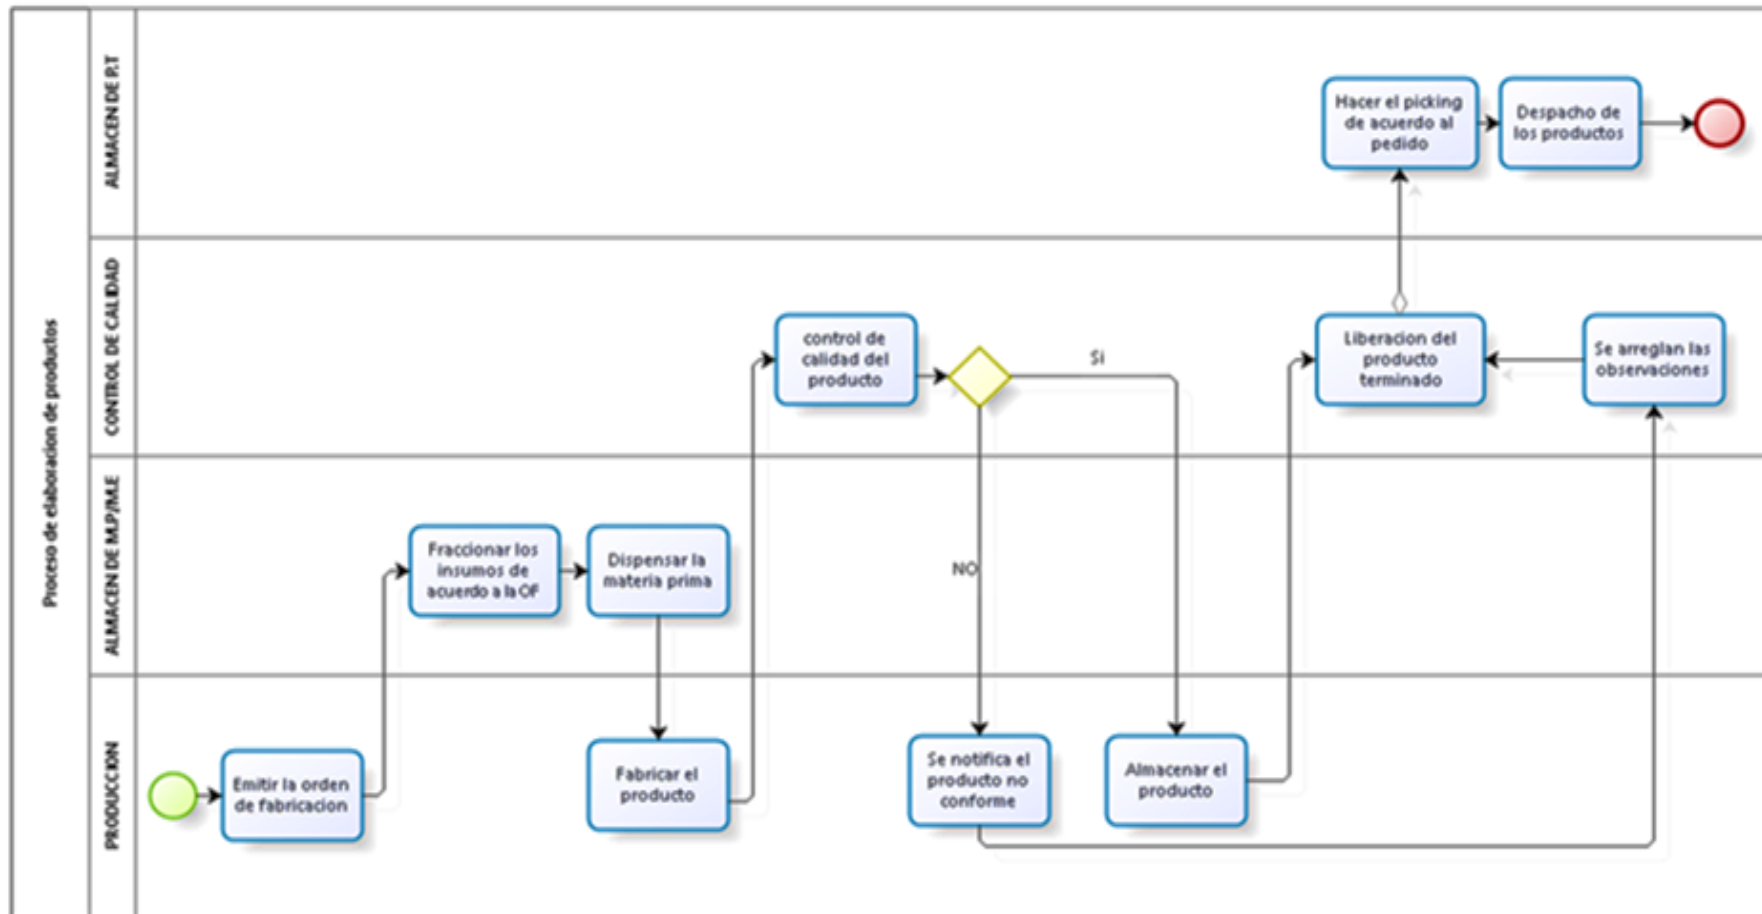 Proceso de elaboracion de productos
ALMACEN DE P.T
Hacer el picking
de acuerdo al
pedido
Despacho de
los productos
CONTROL DE CALIDAD
control de
calidad del
producto
Si
Liberacion del
producto
terminado
Se arreglan las
observaciones
ALMACEN DE M.P/M.E
Fraccionar los
insumos de
acuerdo a la OF
Dispensar la
materia prima
NO
PRODUCCION
Emitir la orden
de fabricacion
Fabricar el
producto
Se notifica el
producto no
conforme
Almacenar el
producto